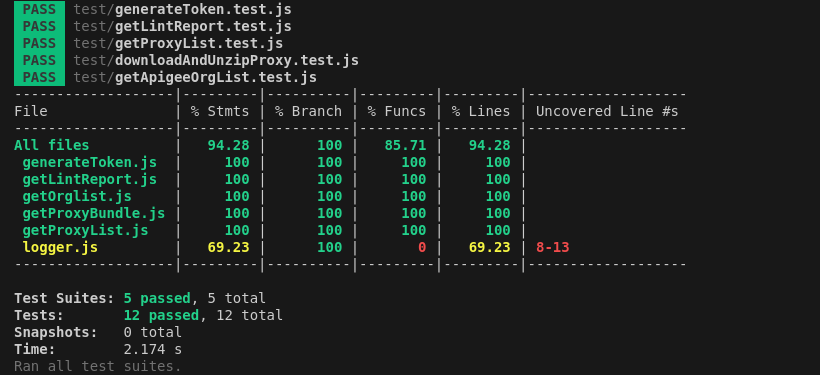 PASS test/generateToken.test.js
PASS test/getLintReport.test.js
PASS test/getProxyList.test.js
PASS test/downloadAndUnzipProxy.test.js
PASS test/getApigeeOrgList.test.js
-------------------|---------|----------|---------|---------|-------------------
File               | % Stmts | % Branch | % Funcs | % Lines | Uncovered Line #s
-------------------|---------|----------|---------|---------|-------------------
All files          |   94.28 |      100 |   85.71 |   94.28 |
 generateToken.js  |     100 |      100 |     100 |     100 |
 getLintReport.js  |     100 |      100 |     100 |     100 |
 getOrglist.js     |     100 |      100 |     100 |     100 |
 getProxyBundle.js |     100 |      100 |     100 |     100 |
 getProxyList.js   |     100 |      100 |     100 |     100 |
 logger.js         |   69.23 |      100 |       0 |   69.23 | 8-13
-------------------|---------|----------|---------|---------|-------------------
Test Suites: 5 passed, 5 total
Tests:       12 passed, 12 total
Snapshots:   0 total
Time:        2.174 s
Ran all test suites.